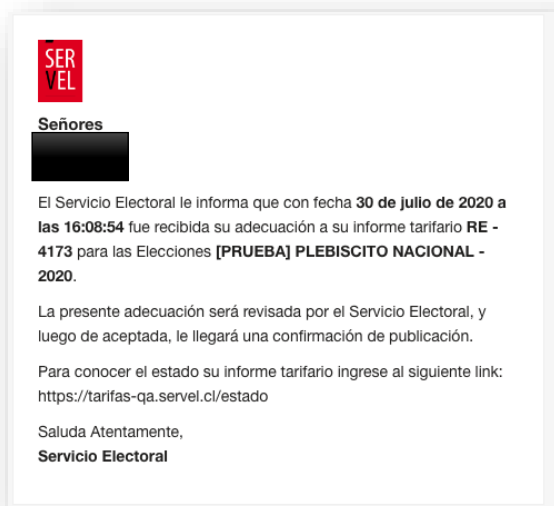 SER
VEL
Señores
El Servicio Electoral le informa que con fecha 30 de julio de 2020 a
las 16:08:54 fue recibida su adecuación a su informe tarifario RE -
4173 para las Elecciones [PRUEBA] PLEBISCITO NACIONAL -
2020.
La presente adecuación será revisada por el Servicio Electoral, y
luego de aceptada, le llegará una confirmación de publicación.
Para conocer el estado su informe tarifario ingrese al siguiente link:
https://tarifas-qa.servel.cl/estado
Saluda Atentamente,
Servicio Electoral